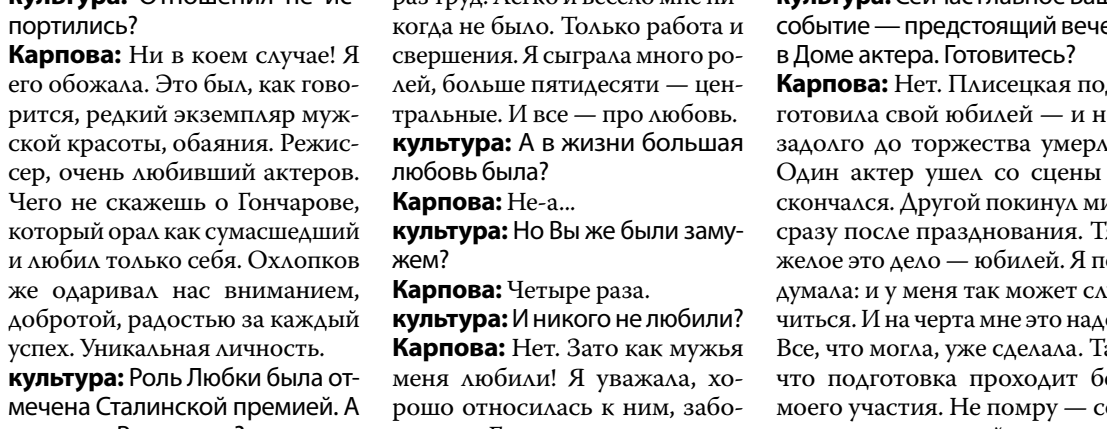 портились?
Карпова: Ни в коем случае! Я
его обожала. Это был, как гово-
рится, редкий экземпляр муж-
ской красоты, обаяния. Режис-
сер, очень любивший актеров.
Чего не скажешь о Гончарове,
который орал как сумасшедший
и любил только себя. Охлопков
же одаривал нас вниманием,
добротой, радостью за каждый
успех. Уникальная личность.
культура: Роль Любки была от-
мечена Сталинской премией. А
когда не было. Только работа и
свершения. Я сыграла много ро-
лей, больше пятидесяти — цен-
тральные. И все — про любовь.
культура: А в жизни большая
любовь была?
Карпова: Не-а...
культура: Но Вы же были заму-
жем?
Карпова: Четыре раза.
культура: И никого не любили?
Карпова: Нет. Зато как мужья
меня любили! Я уважала, хо-
рошо относилась к ним, забо-
событие — предстоящий вече
в Доме актера. Готовитесь?
Карпова: Нет. Плисецкая под
готовила свой юбилей — и н
задолго до торжества умерл
Один актер ушел со сцены
скончался. Другой покинул ми
сразу после празднования. Т
желое это дело — юбилей. Я по
думала: и у меня так может сл
читься. И на черта мне это надо
Все, что могла, уже сделала. Та
что подготовка проходит бе
моего участия. Не помру — с